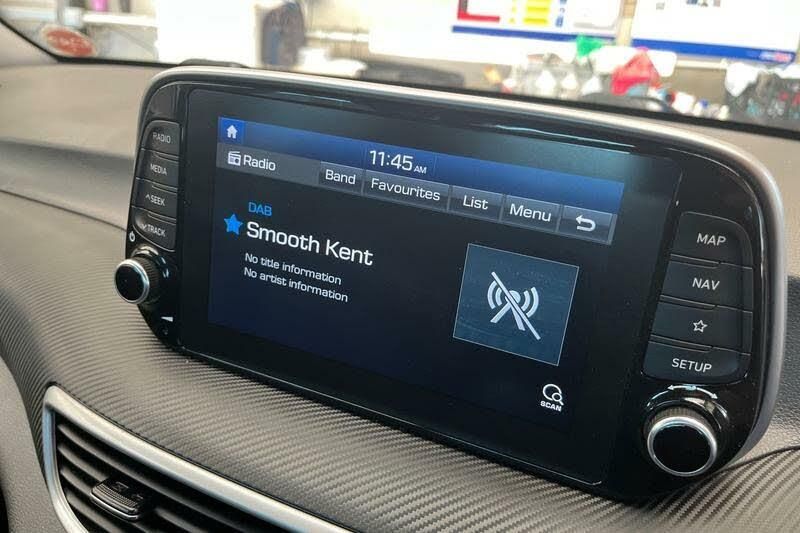 RADIO
MEDIA
SEEK
TRACK
11:45 AM
Radio
Band
Favourites
List
Menu
DAB
Smooth Kent
No title information
No artist information
SCAN
MAP
NAV
SETUP